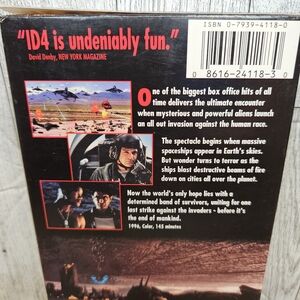 ISBN 0-7939-4118-0
"ID4 is undeniably fun."
David Denby, NEW YORK MAGAZINE
0 8616-24118-3 0
One of the biggest box office hits of all
time delivers the ultimate encounter
when mysterious and powerful aliens launch
an all out invasion against the human race.
The spectacle begins when massive
spaceships appear in Earth's skies.
But wonder turns to terror as the
ships blast destructive beams of fire
down on cities all over the planet.
Now the world's only hope lies with a
determined band of survivors, uniting for one
last strike against the invaders - before it's
the end of mankind.
1996, Color, 145 minutes